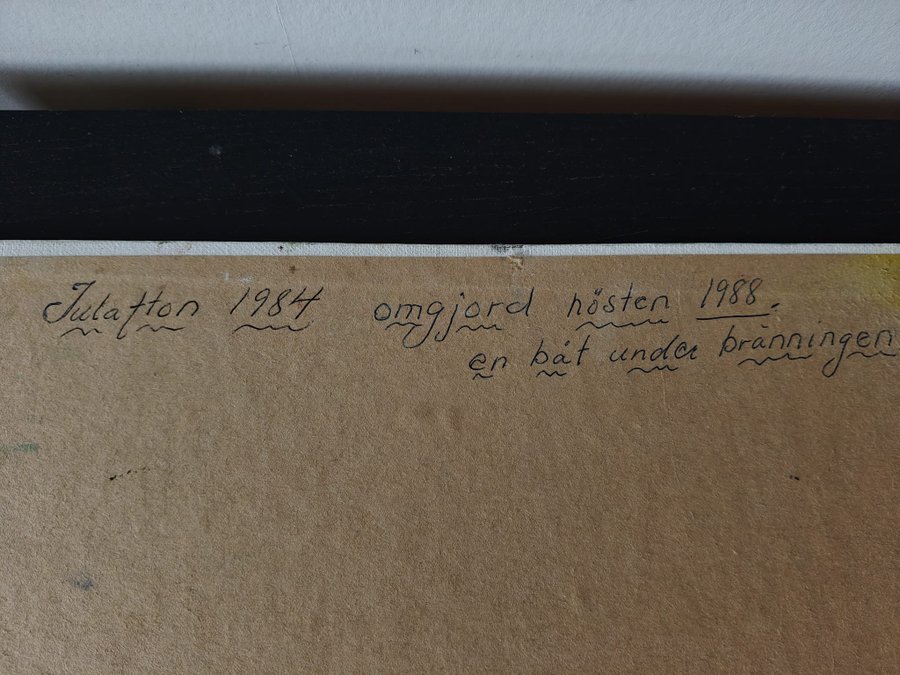 Julafton 1984 omgjord hösten 1988.
en båt under bränningen